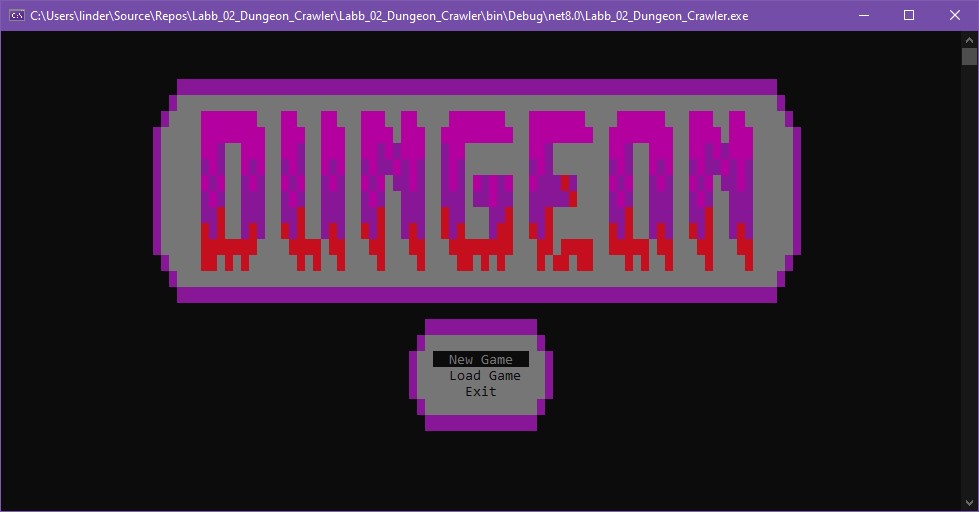 C:\Users\linder\Source\Repos\Labb_02_Dungeon_Crawler\Labb_02_Dungeon_Crawler\bin\Debug\net8.0\Labb_02_Dungeon_Crawler.exe
DUNGEON
New Game
Load Game
Exit